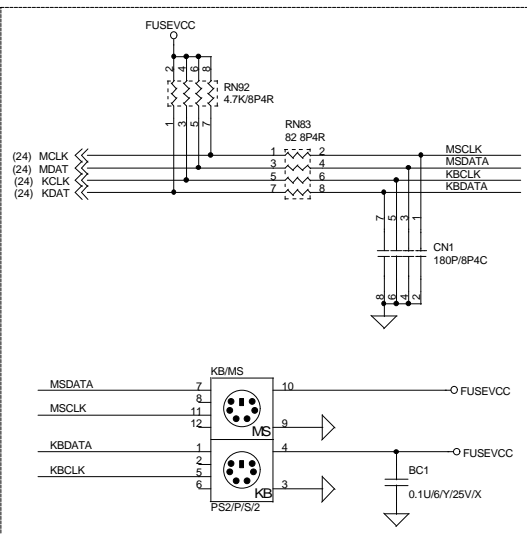 FUSEVCC
2 4 6 8
RN92
4.7K/8P4R
1 3 5 7
RN83
82 8P4R
(24) MCLK 1 2 MSCLK
(24) MDAT 3 4 MSDATA
(24) KCLK 5 6 KBCLK
(24) KDAT 7 8 KBDATA
7 5 3 1
CN1
180P/8P4C
8 6 4 2
KB/MS
MSDATA 7 10 FUSEVCC
8
MSCLK 11
12 MS 9
KBDATA 1 4 FUSEVCC
2
KBCLK 5
6 KB 3
BC1
0.1U/6/Y/25V/X
PS2/P/S/2